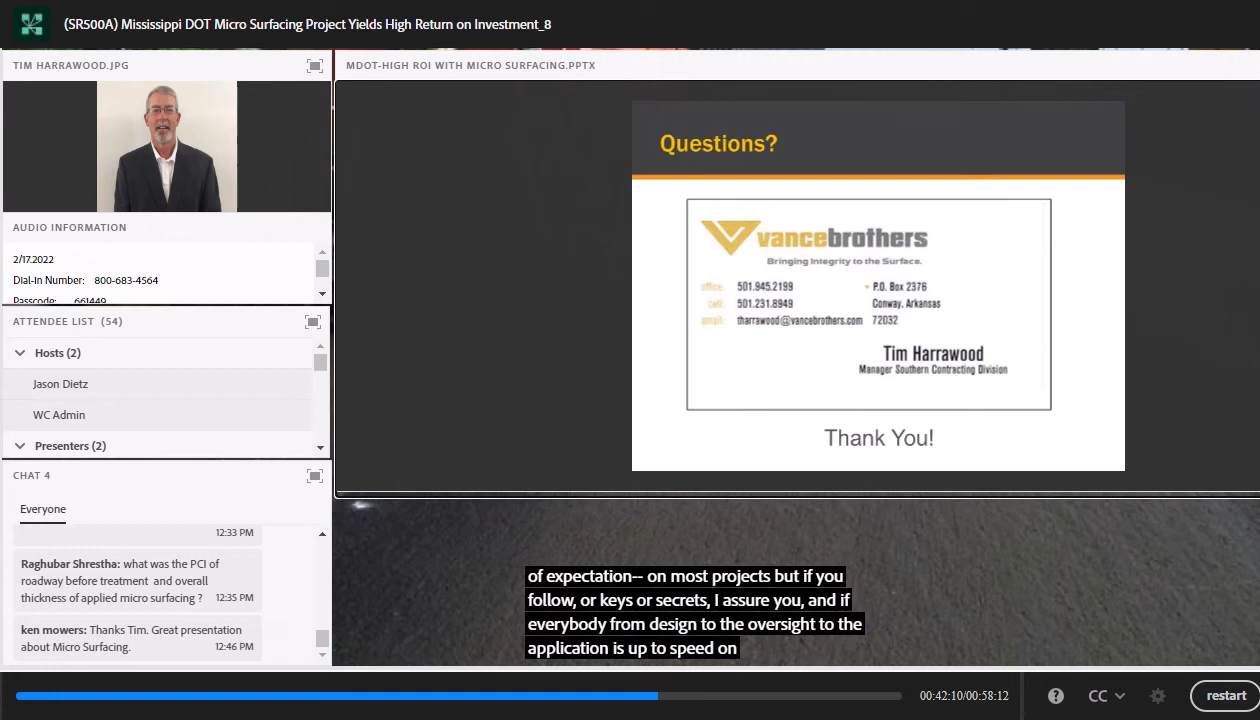 (SR500A) Mississippi DOT Micro Surfacing Project Yields High Return on Investment_8
TIM HARRAWOOD.JPG
AUDIO INFORMATION
2/17.2022
Dial-In Number: 800-683-4564
Passcode: 661449
ATTENDEE LIST (54)
Hosts (2)
Jason Dietz
WC Admin
Presenters (2)
CHAT 4
Everyone
12:33 PM
Raghubar Shrestha: what was the PCI of
roadway before treatment and overall
thickness of applied micro surfacing ? 12:35 PM
ken mowers: Thanks Tim. Great presentation
about Micro Surfacing. 12:46 PM
MDOT-HIGH ROI WITH MICRO SURFACING.PPTX
Questions?
vancebrothers
Bringing Integrity to the Surface.
office: 501.945.2199
cell: 501.231.8949
email: tharrawood@vancebrothers.com
P.O. Box 2376
Conway, Arkansas
72032
Tim Harrawood
Manager Southern Contracting Division
Thank You!
of expectation-- on most projects but if you
follow, or keys or secrets, I assure you, and if
everybody from design to the oversight to the
application is up to speed on
00:42:10/00:58:12
? CC restart